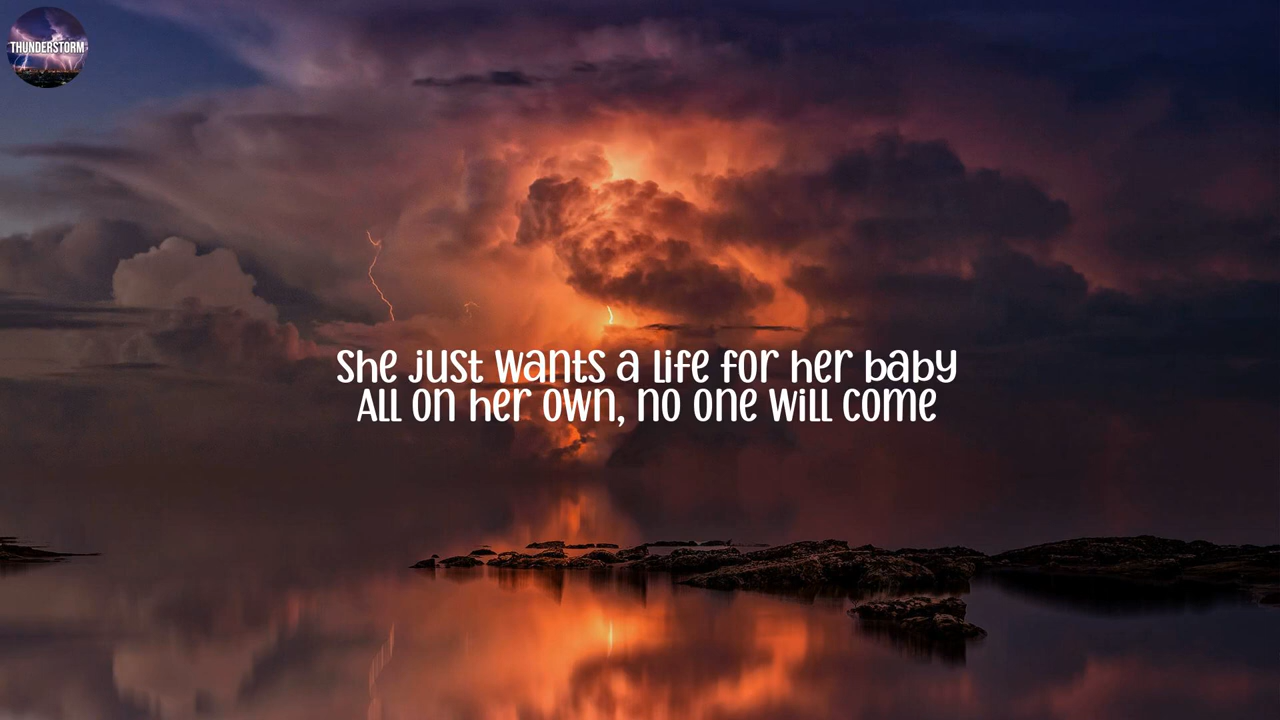 THUNDERSTORM
She just wants a life for her baby
All on her own, no one will come